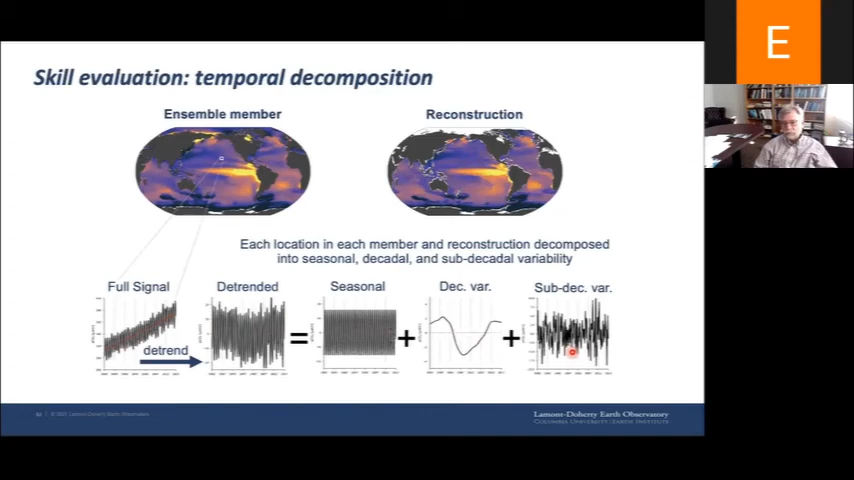 E
Skill evaluation: temporal decomposition
Ensemble member
Reconstruction
Each location in each member and reconstruction decomposed
into seasonal, decadal, and sub-decadal variability
Full Signal
Detrended
Seasonal
Dec. var.
Sub-dec. var.
detrend
=
+
+
Lamont-Doherty Earth Observatory
Columbia University | Earth Institute